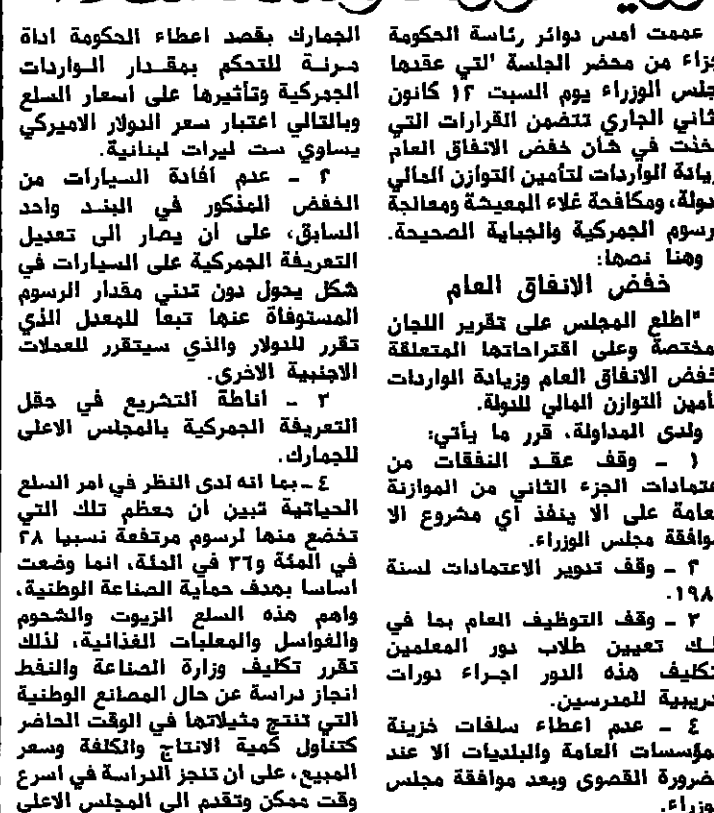 عممت أمس دوائر رئاسة الحكومة
جزاء من محضر الجلسة التي عقدها
مجلس الوزراء يوم السبت ١٢ كانون
الثاني الجاري تتضمن القرارات التي
اتخذت في شأن خفض الانفاق العام
وزيادة الواردات لتأمين التوازن المالي
للدولة، ومكافحة غلاء المعيشة ومعالجة
الرسوم الجمركية والجباية الصحيحة.
وهنا نصها:
خفض الانفاق العام
"اطلع المجلس على تقرير اللجان
المختصة وعلى اقتراحاتها المتعلقة
بخفض الانفاق العام وزيادة الواردات
لتأمين التوازن المالي للدولة.
ولدى المداولة، قرر ما يأتي:
١ - وقف عقد النفقات من
اعتمادات الجزء الثاني من الموازنة
العامة على الا ينفذ أي مشروع الا
بموافقة مجلس الوزراء.
٢ - وقف تدوير الاعتمادات لسنة
١٩٨.
٣ - وقف التوظيف العام بما في
ذلك تعيين طلاب دور المعلمين
وتكليف هذه الدور اجراء دورات
تدريبية للمدرسين.
٤ - عدم اعطاء سلفات خزينة
للمؤسسات العامة والبلديات الا عند
الضرورة القصوى وبعد موافقة مجلس
الوزراء.
الجمارك بقصد اعطاء الحكومة اداة
مرنة للتحكم بمقدار الواردات
الجمركية وتأثيرها على اسعار السلع
وبالتالي اعتبار سعر الدولار الاميركي
يساوي ست ليرات لبنانية.
٢ - عدم أفادة السيارات من
الخفض المذكور في البند واحد
السابق، على ان يصار الى تعديل
التعريفة الجمركية على السيارات في
شكل يحول دون تدني مقدار الرسوم
المستوفاة عنها تبعا للمعدل الذي
تقرر للدولار والذي سيتقرر للعملات
الاجنبية الاخرى.
٣ - اناطة التشريع في حقل
التعريفة الجمركية بالمجلس الاعلى
للجمارك.
٤ - بما انه لدى النظر في امر السلع
الحياتية تبين ان معظم تلك التي
تخضع منها لرسوم مرتفعة نسبيا ٢٨
في المئة و٣٦ في المئة، انما وضعت
اساسا بهدف حماية الصناعة الوطنية،
واهم هذه السلع الزيوت والشحوم
والغواسل والمعلبات الغذائية، لذلك
تقرر تكليف وزارة الصناعة والنفط
انجاز دراسة عن حال المصانع الوطنية
التي تنتج مثيلاتها في الوقت الحاضر
كتناول كمية الانتاج والكلفة وسعر
المبيع، على ان تنجز الدراسة في اسرع
وقت ممكن وتقدم الى المجلس الاعلى